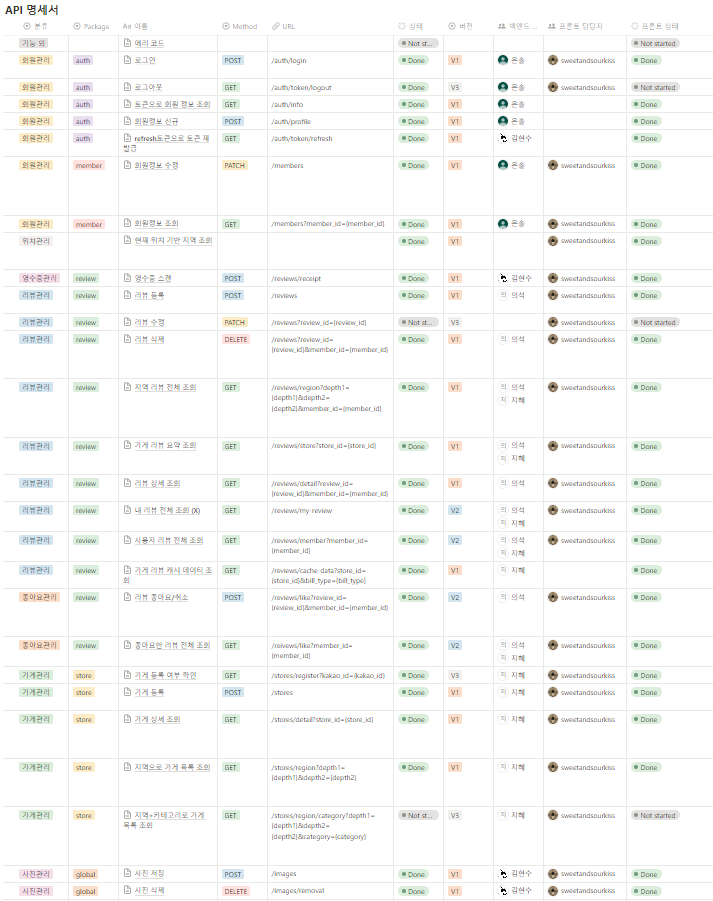 API 명세서
분류 Package Aa 이름 Method URL 상태 버전 백엔드 ... 프론트 담당자 프론트 상태
기능 외 에러 코드 Not st... Not started
회원관리 auth 로그인 POST /auth/login Done V1 은솔 sweetandsourkiss Done
회원관리 auth 로그아웃 GET /auth/token/logout Done V3 은솔 sweetandsourkiss Not started
회원관리 auth 토큰으로 회원 정보 조회 GET /auth/info Done V1 은솔 sweetandsourkiss Done
회원관리 auth 회원정보 신규 POST /auth/profile Done V1 은솔 Done
회원관리 auth refresh토큰으로 토큰 재 GET /auth/token/refresh Done V1 김현수 Done
발급
회원관리 member 회원정보 수정 PATCH /members Done V1 은솔 sweetandsourkiss Done
회원관리 member 회원정보 조회 GET /members?member_id={member_id} Done V1 은솔 sweetandsourkiss Done
위치관리 현재 위치 기반 지역 조회 Done V1 sweetandsourkiss Done
영수증관리 review 영수증 스캔 POST /reviews/receipt Done V1 김현수 sweetandsourkiss Done
리뷰관리 review 리뷰 등록 POST /reviews Done V1 의 의석 sweetandsourkiss Done
리뷰관리 review 리뷰 수정 PATCH /reviews?review_id={review_id} Not st... V3 sweetandsourkiss Not started
리뷰관리 review 리뷰 삭제 DELETE /reviews?review_id= Done V1 의 의석 sweetandsourkiss Done
{review_id}&member_id={member_id}
리뷰관리 review 지역 리뷰 전체 조회 GET /reviews/region?depth1= Done V1 의 의석 sweetandsourkiss Done
{depth1}&depth2= 지 지혜
{depth2}&member_id={member_id}
리뷰관리 review 가게 리뷰 요약 조회 GET /reviews/store?store_id={store_id} Done V1 의 의석 sweetandsourkiss Done
지 지혜
리뷰관리 review 리뷰 상세 조회 GET /reviews/detail?review_id= Done V1 의 의석 sweetandsourkiss Done
{review_id}&member_id={member_id}
리뷰관리 review 내 리뷰 전체 조회 (X) GET /reviews/my-review Done V2 의 의석 sweetandsourkiss Done
지 지혜
리뷰관리 review 사용자 리뷰 전체 조회 GET /reviews/member?member_id= Done V2 의 의석 sweetandsourkiss Done
{member_id} 지 지혜
리뷰관리 review 가게 리뷰 캐시 데이터 조 GET /reviews/cache-data?store_id= Done V1 지 지혜 Done
회 {store_id}&bill_type={bill_type}
좋아요관리 review 리뷰 좋아요/취소 POST /reviews/like?review_id= Done V2 의 의석 sweetandsourkiss Done
{review_id}&member_id={member_id}
좋아요관리 review 좋아요한 리뷰 전체 조회 GET /reivews/like?member_id= Done V2 의 의석 sweetandsourkiss Done
{member_id} 지 지혜
가게관리 store 가게 등록 여부 확인 GET /stores/register?kakao_id={kakao_id} Done V3 지 지혜 sweetandsourkiss Done
가게관리 store 가게 등록 POST /stores Done V1 지 지혜 sweetandsourkiss Done
가게관리 store 가게 상세 조회 GET /stores/detail?store_id={store_id} Done V1 지 지혜 sweetandsourkiss Done
가게관리 store 지역으로 가게 목록 조회 GET /stores/region?depth1= Done V1 지 지혜 sweetandsourkiss Done
{depth1}&depth2={depth2}
가게관리 store 지역+카테고리로 가게 GET /stores/region/category?depth1= Not st... V3 지 지혜 sweetandsourkiss Not started
목록 조회 {depth1}&depth2=
{depth2}&category={category}
사진관리 global 사진 저장 POST /images Done V1 김현수 sweetandsourkiss Done
사진관리 global 사진 삭제 DELETE /images/removal Done V1 김현수 sweetandsourkiss Done